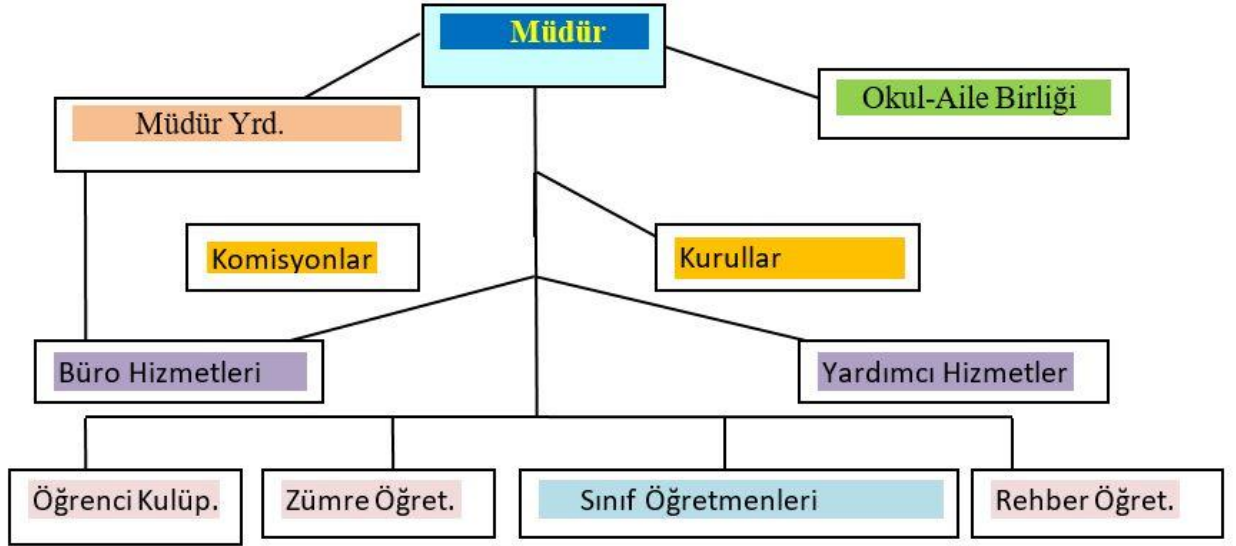 Müdür
Okul-Aile Birliği
Müdür Yrd.
Komisyonlar
Kurullar
Büro Hizmetleri
Yardımcı Hizmetler
Öğrenci Kulüp.
Zümre Öğret.
Sınıf Öğretmenleri
Rehber Öğret.